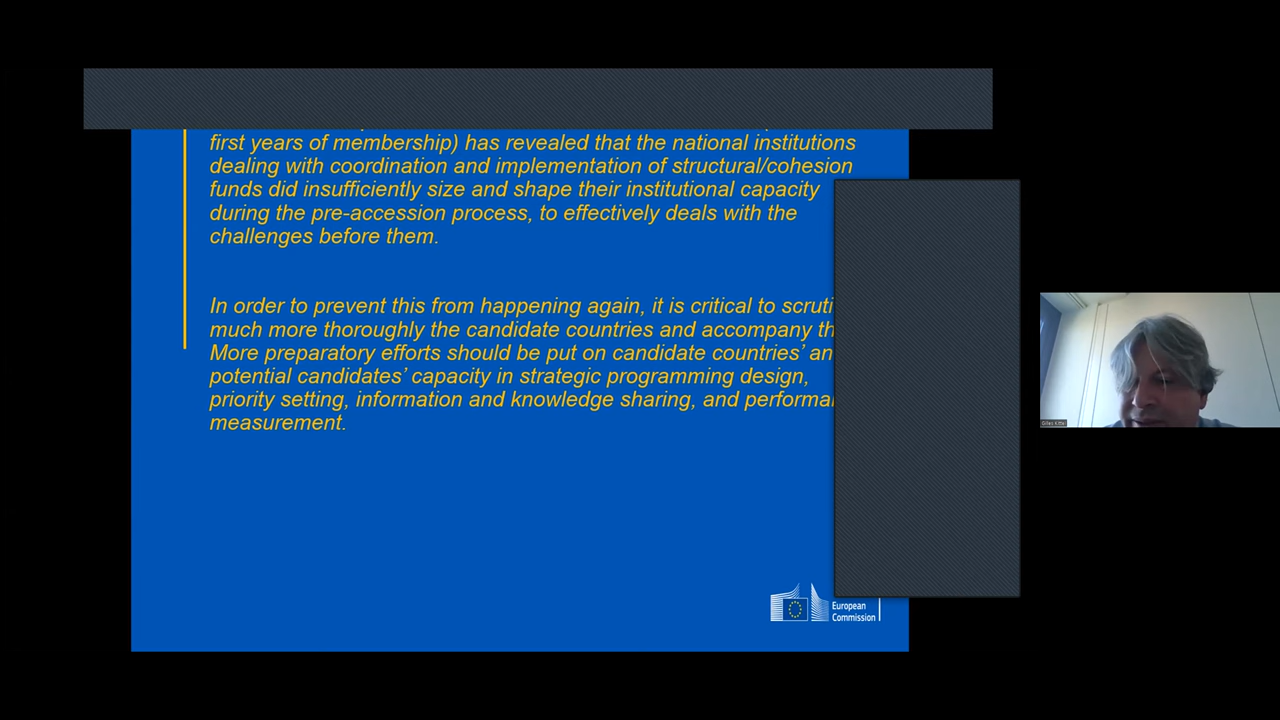 first years of membership) has revealed that the national institutions
dealing with coordination and implementation of structural/cohesion
funds did insufficiently size and shape their institutional capacity
during the pre-accession process, to effectively deals with the
challenges before them.
In order to prevent this from happening again, it is critical to
much more thoroughly the candidate countries and accompany
More preparatory efforts should be put on candidate countries'
potential candidates' capacity in strategic programming design,
priority setting, information and knowledge sharing, and
measurement.
European
Commission